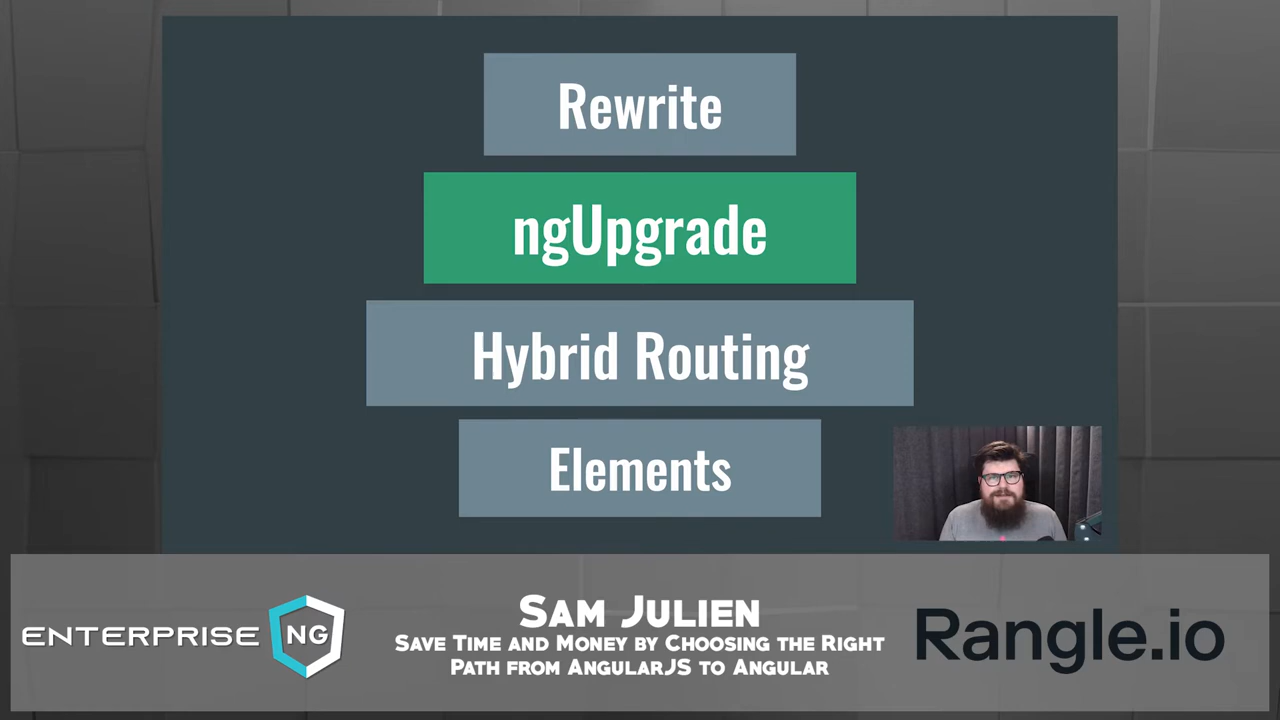 Rewrite
ngUpgrade
Hybrid Routing
Elements
ENTERPRISE NG
SAM JULIEN
SAVE TIME AND MONEY BY CHOOSING THE RIGHT
PATH FROM ANGULARJS TO ANGULAR
Rangle.io